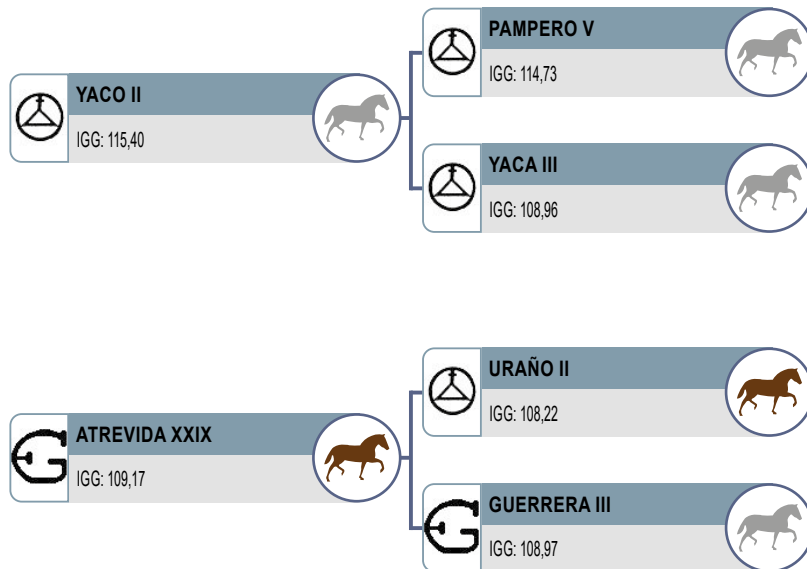 PAMPERO V
IGG: 114,73
YACO II
IGG: 115,40
YACA III
IGG: 108,96
URAÑO II
IGG: 108,22
ATREVIDA XXIX
IGG: 109,17
GUERRERA III
IGG: 108,97